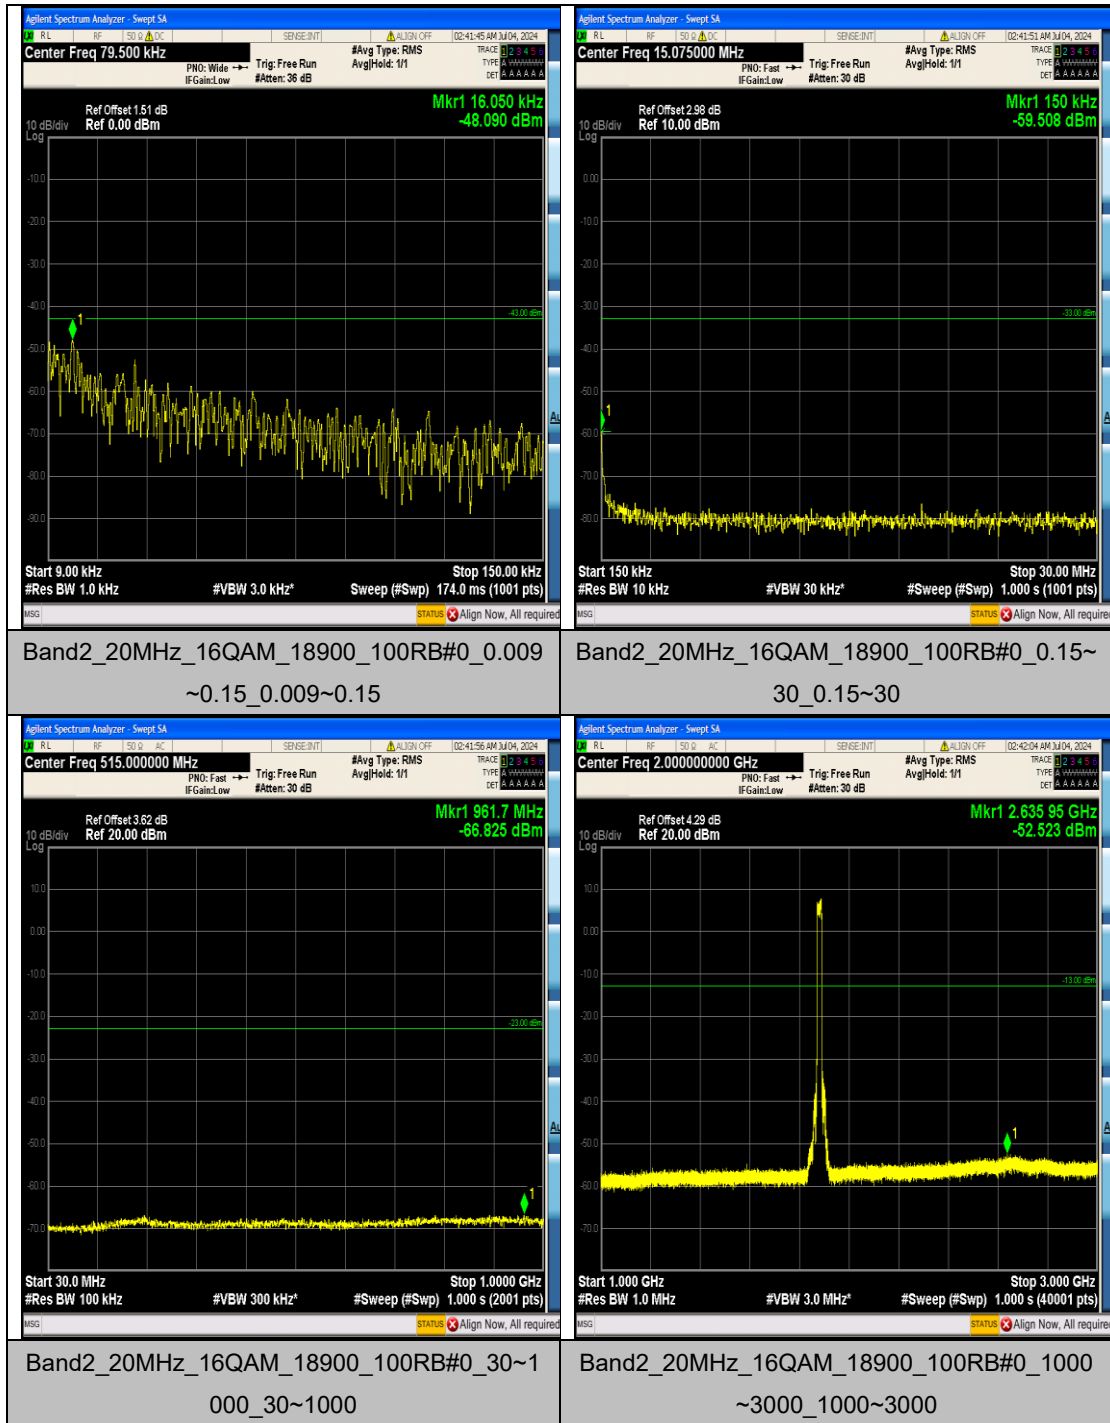 Agilent Spectrum Analyzer - Swept SA
RL RF 50 Ω DC SENSE:INT ALIGN OFF 02:41:45 AM Jul 04, 2024
Center Freq 79.500 kHz
PNO: Wide
IFGain:Low
Trig: Free Run
#Atten: 36 dB
#Avg Type: RMS
Avg|Hold: 1/1
TRACE 1 2 3 4 5 6
TYPE A
DET A A A A A A
Mkr1 16.050 kHz
-48.090 dBm
Ref Offset 1.51 dB
10 dB/div Ref 0.00 dBm
Log
-10.0
-20.0
-30.0
-40.0
-43.00 dBm
1
-50.0
-60.0
-70.0
-80.0
-90.0
Start 9.00 kHz Stop 150.00 kHz
#Res BW 1.0 kHz #VBW 3.0 kHz* Sweep (#Swp) 174.0 ms (1001 pts)
MSG STATUS Align Now, All required
Band2_20MHz_16QAM_18900_100RB#0_0.009
~0.15_0.009~0.15
Agilent Spectrum Analyzer - Swept SA
RL RF 50 Ω DC SENSE:INT ALIGN OFF 02:41:51 AM Jul 04, 2024
Center Freq 15.075000 MHz
PNO: Fast
IFGain:Low
Trig: Free Run
#Atten: 30 dB
#Avg Type: RMS
Avg|Hold: 1/1
TRACE 1 2 3 4 5 6
TYPE A
DET A A A A A A
Mkr1 150 kHz
-59.508 dBm
Ref Offset 2.98 dB
10 dB/div Ref 10.00 dBm
Log
0.00
-10.0
-20.0
-30.0
-33.00 dBm
-40.0
-50.0
1
-60.0
-70.0
-80.0
Start 150 kHz Stop 30.00 MHz
#Res BW 10 kHz #VBW 30 kHz* Sweep (#Swp) 1.000 s (1001 pts)
MSG STATUS Align Now, All required
Band2_20MHz_16QAM_18900_100RB#0_0.15~
30_0.15~30
Agilent Spectrum Analyzer - Swept SA
RL RF 50 Ω AC SENSE:INT ALIGN OFF 02:41:56 AM Jul 04, 2024
Center Freq 515.000000 MHz
PNO: Fast
IFGain:Low
Trig: Free Run
#Atten: 30 dB
#Avg Type: RMS
Avg|Hold: 1/1
TRACE 1 2 3 4 5 6
TYPE A
DET A A A A A A
Mkr1 961.7 MHz
-66.825 dBm
Ref Offset 3.62 dB
10 dB/div Ref 20.00 dBm
Log
10.0
0.00
-10.0
-20.0
-23.00 dBm
-30.0
-40.0
-50.0
-60.0
1
-70.0
Start 30.0 MHz Stop 1.0000 GHz
#Res BW 100 kHz #VBW 300 kHz* #Sweep (#Swp) 1.000 s (2001 pts)
MSG STATUS Align Now, All required
Band2_20MHz_16QAM_18900_100RB#0_30~1
000_30~1000
Agilent Spectrum Analyzer - Swept SA
RL RF 50 Ω AC SENSE:INT ALIGN OFF 02:42:04 AM Jul 04, 2024
Center Freq 2.000000000 GHz
PNO: Fast
IFGain:Low
Trig: Free Run
#Atten: 30 dB
#Avg Type: RMS
Avg|Hold: 1/1
TRACE 1 2 3 4 5 6
TYPE A
DET A A A A A A
Mkr1 2.635 95 GHz
-52.523 dBm
Ref Offset 4.29 dB
10 dB/div Ref 20.00 dBm
Log
10.0
0.00
-10.0
-13.00 dBm
-20.0
-30.0
-40.0
-50.0
1
-60.0
-70.0
Start 1.000 GHz Stop 3.000 GHz
#Res BW 1.0 MHz #VBW 3.0 MHz* #Sweep (#Swp) 1.000 s (40001 pts)
MSG STATUS Align Now, All required
Band2_20MHz_16QAM_18900_100RB#0_1000
~3000_1000~3000